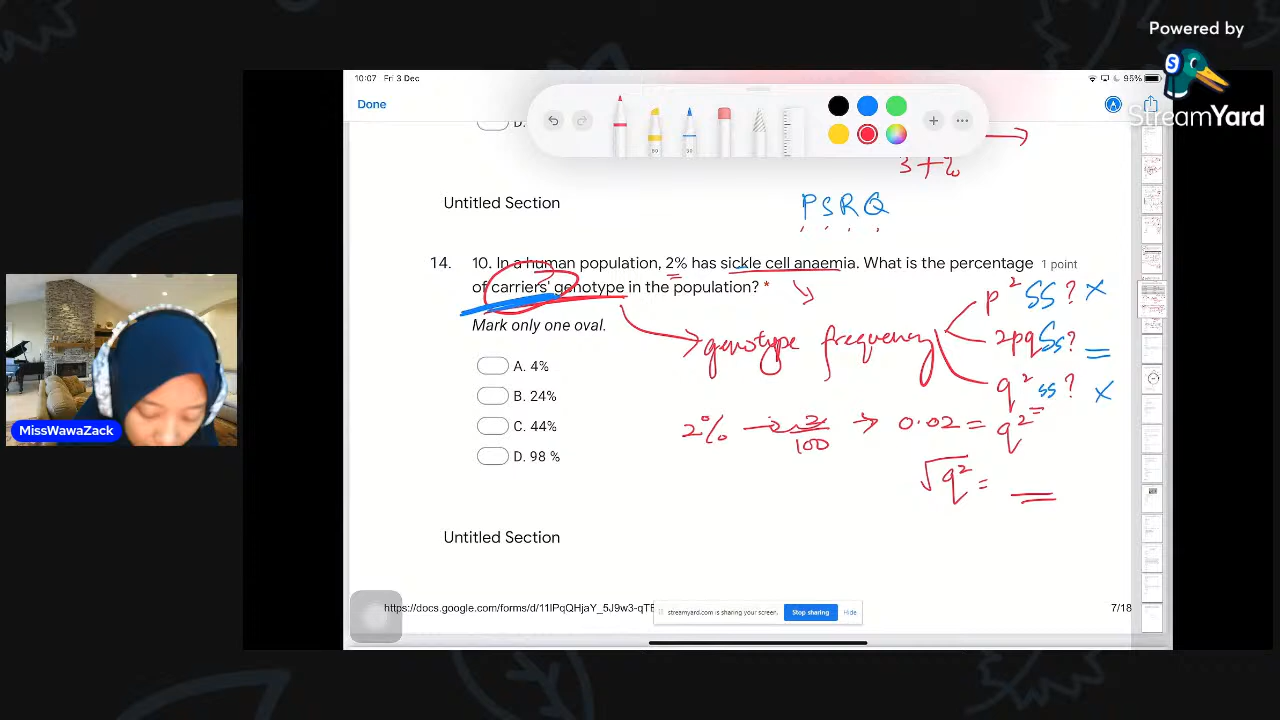 Powered by
StreamYard
10:07 Fri 3 Dec
95%
Done
D.
3+2
Untitled Section
PSRQ
14. 10. In a human population, 2% has sickle cell anaemia. What is the percentage 1 point
of carriers' genotype in the population? *
Mark only one oval.
A. 4%
B. 24%
C. 44%
D. 98 %
genotype frequency
p² SS ? ×
2pq Ss?
q² ss ? ×
2% → 2/100 → 0.02 = q²
√q² =
Untitled Section
MissWawaZack
https://docs.google.com/forms/d/11IPqQHjaY_5J9w3-qTE
streamyard.com is sharing your screen.
Stop sharing
Hide
7/18